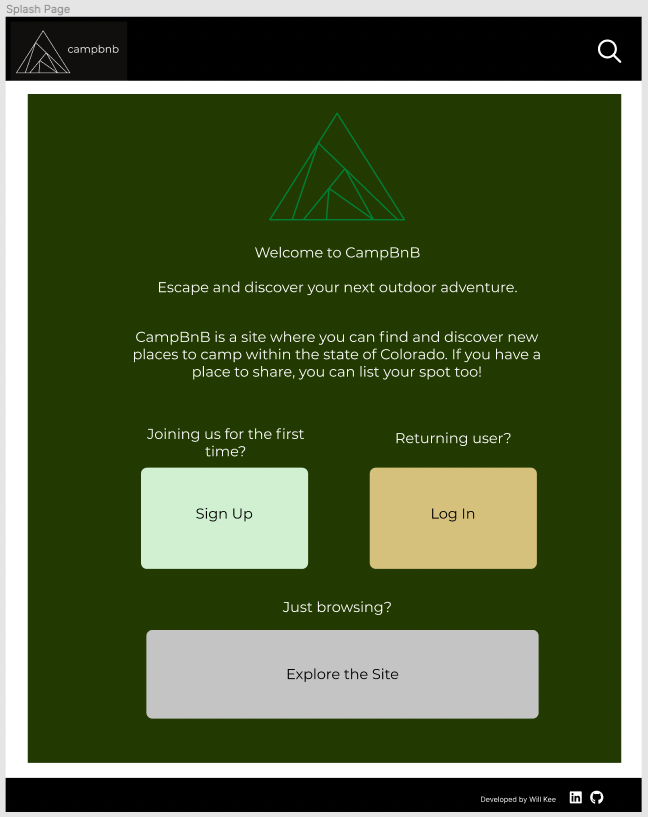 Splash Page
campbnb
Welcome to CampBnB
Escape and discover your next outdoor adventure.
CampBnB is a site where you can find and discover new
places to camp within the state of Colorado. If you have a
place to share, you can list your spot too!
Joining us for the first
time?
Returning user?
Sign Up
Log In
Just browsing?
Explore the Site
Developed by Will Kee
in